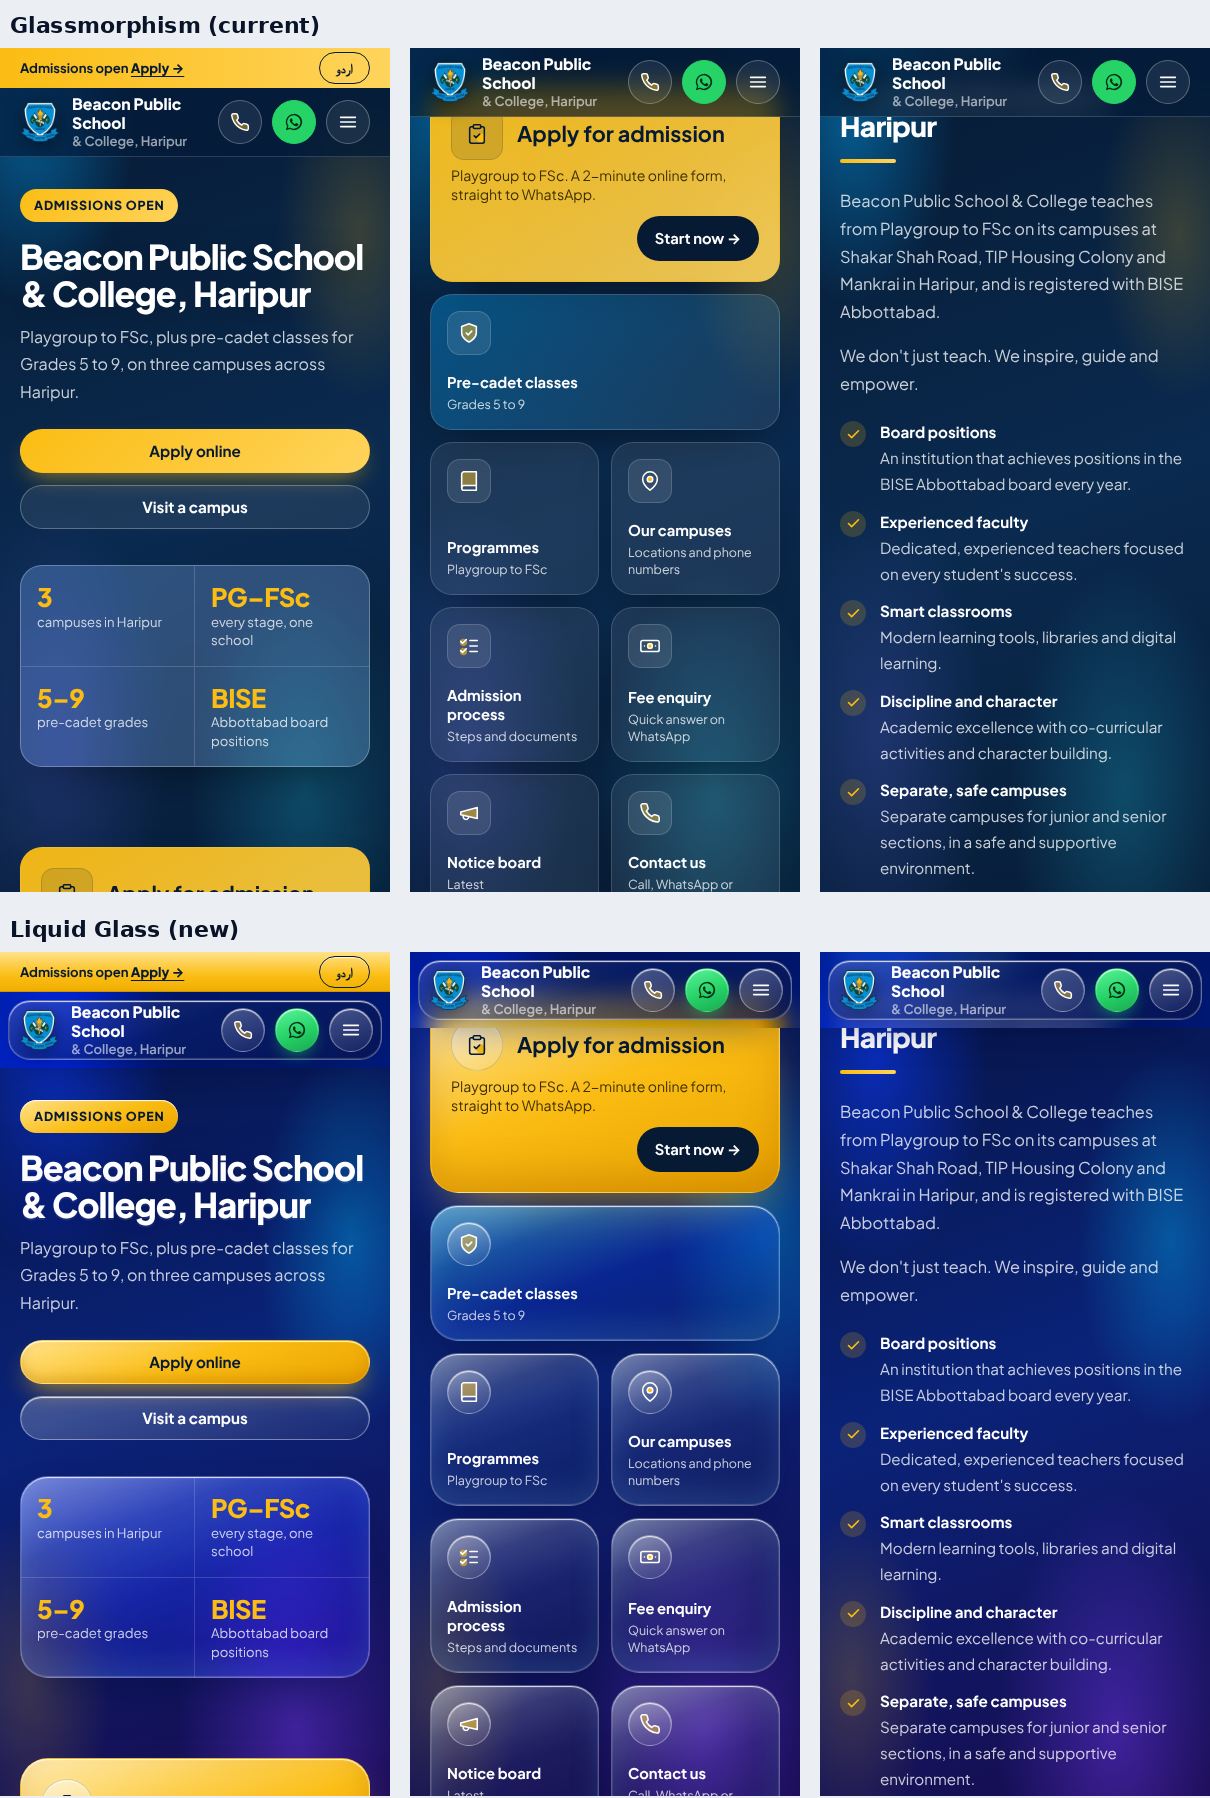 Glassmorphism (current)
Admissions open Apply →
اردو
Beacon Public
School
& College, Haripur
ADMISSIONS OPEN
Beacon Public School
& College, Haripur
Playgroup to FSc, plus pre-cadet classes for
Grades 5 to 9, on three campuses across
Haripur.
Apply online
Visit a campus
3
campuses in Haripur
PG–FSc
every stage, one
school
5–9
pre-cadet grades
BISE
Abbottabad board
positions
Apply for admission
Beacon Public
School
& College, Haripur
Apply for admission
Playgroup to FSc. A 2–minute online form,
straight to WhatsApp.
Start now →
Pre-cadet classes
Grades 5 to 9
Programmes
Playgroup to FSc
Our campuses
Locations and phone
numbers
Admission
process
Steps and documents
Fee enquiry
Quick answer on
WhatsApp
Notice board
Latest
Contact us
Call, WhatsApp or
Beacon Public
School
& College, Haripur
Haripur
Beacon Public School & College teaches
from Playgroup to FSc on its campuses at
Shakar Shah Road, TIP Housing Colony and
Mankrai in Haripur, and is registered with BISE
Abbottabad.
We don't just teach. We inspire, guide and
empower.
Board positions
An institution that achieves positions in the
BISE Abbottabad board every year.
Experienced faculty
Dedicated, experienced teachers focused
on every student's success.
Smart classrooms
Modern learning tools, libraries and digital
learning.
Discipline and character
Academic excellence with co-curricular
activities and character building.
Separate, safe campuses
Separate campuses for junior and senior
sections, in a safe and supportive
environment.
Liquid Glass (new)
Admissions open Apply →
اردو
Beacon Public
School
& College, Haripur
ADMISSIONS OPEN
Beacon Public School
& College, Haripur
Playgroup to FSc, plus pre-cadet classes for
Grades 5 to 9, on three campuses across
Haripur.
Apply online
Visit a campus
3
campuses in Haripur
PG–FSc
every stage, one
school
5–9
pre-cadet grades
BISE
Abbottabad board
positions
Beacon Public
School
& College, Haripur
Apply for admission
Playgroup to FSc. A 2–minute online form,
straight to WhatsApp.
Start now →
Pre-cadet classes
Grades 5 to 9
Programmes
Playgroup to FSc
Our campuses
Locations and phone
numbers
Admission
process
Steps and documents
Fee enquiry
Quick answer on
WhatsApp
Notice board
Latest
Contact us
Call, WhatsApp or
Beacon Public
School
& College, Haripur
Haripur
Beacon Public School & College teaches
from Playgroup to FSc on its campuses at
Shakar Shah Road, TIP Housing Colony and
Mankrai in Haripur, and is registered with BISE
Abbottabad.
We don't just teach. We inspire, guide and
empower.
Board positions
An institution that achieves positions in the
BISE Abbottabad board every year.
Experienced faculty
Dedicated, experienced teachers focused
on every student's success.
Smart classrooms
Modern learning tools, libraries and digital
learning.
Discipline and character
Academic excellence with co-curricular
activities and character building.
Separate, safe campuses
Separate campuses for junior and senior
sections, in a safe and supportive
environment.